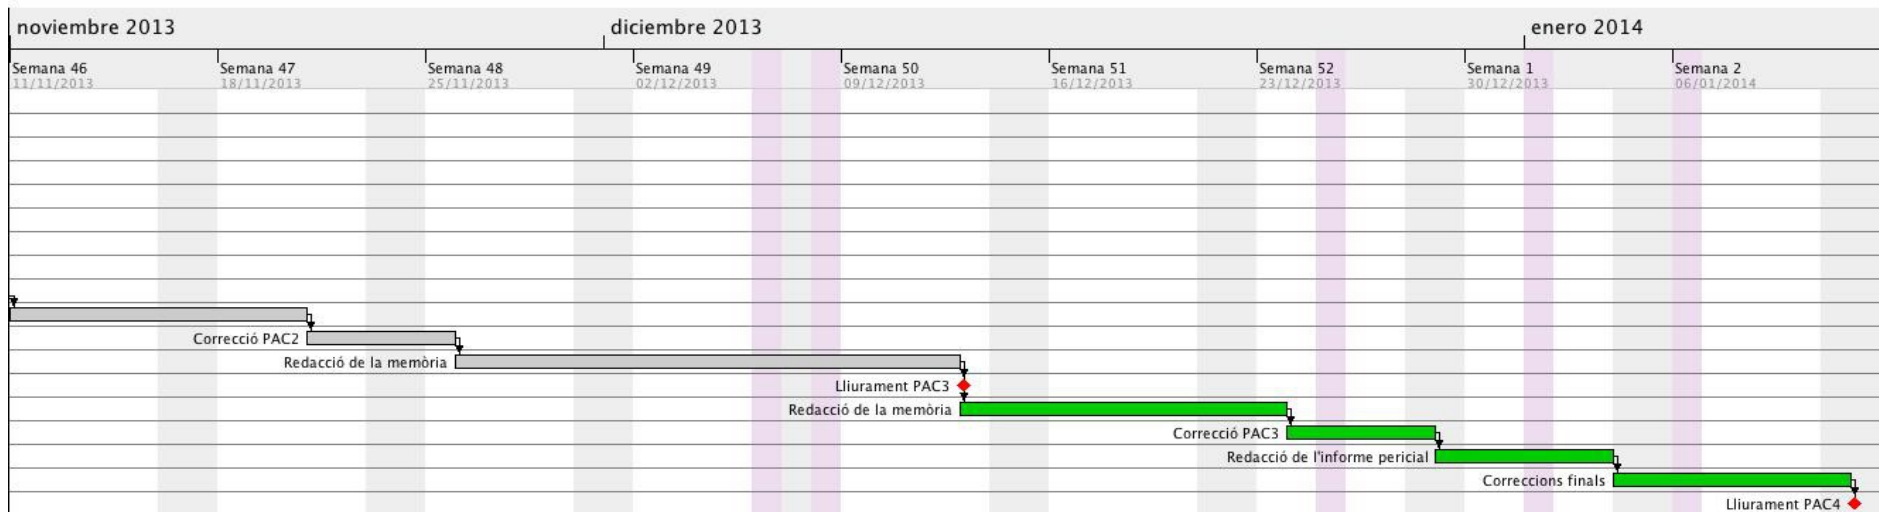 noviembre 2013
diciembre 2013
enero 2014
Semana 46
Semana 47
Semana 48
Semana 49
Semana 50
Semana 51
Semana 52
Semana 1
Semana 2
11/11/2013
18/11/2013
25/11/2013
02/12/2013
09/12/2013
16/12/2013
23/12/2013
30/12/2013
06/01/2014
Correcció PAC2
Redacció de la memòria
Lliurament PAC3
Redacció de la memòria
Correcció PAC3
Redacció de l'informe pericial
Correccions finals
Lliurament PAC4